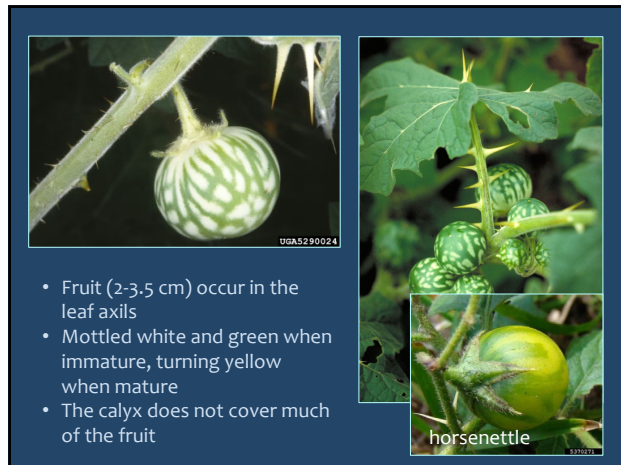 UGA5290024
• Fruit (2-3.5 cm) occur in the
leaf axils
• Mottled white and green when
immature, turning yellow
when mature
• The calyx does not cover much
of the fruit
horsenettle
5370271